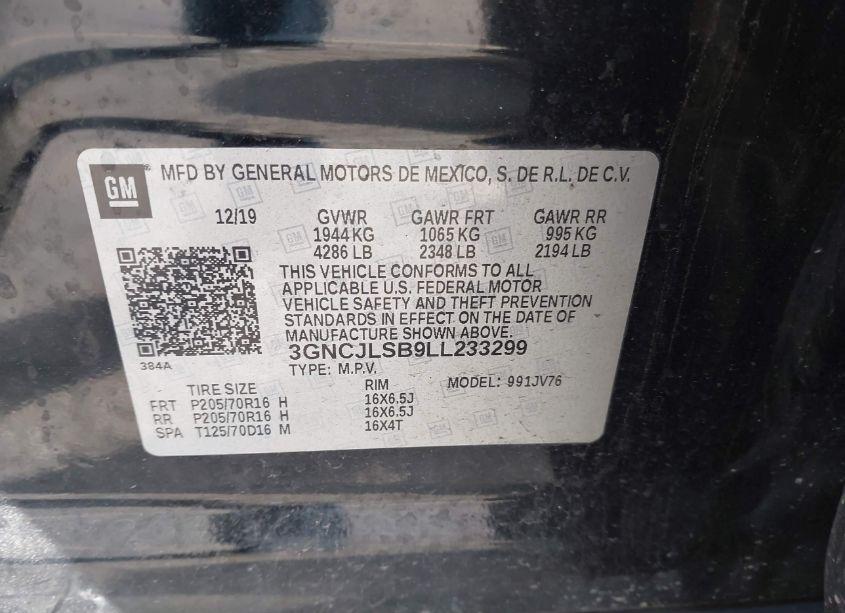 GM MFD BY GENERAL MOTORS DE MEXICO, S. DE R.L. DE C.V.
12/19 GVWR GAWR FRT GAWR RR
1944 KG 1065 KG 995 KG
4286 LB 2348 LB 2194 LB
THIS VEHICLE CONFORMS TO ALL
APPLICABLE U.S. FEDERAL MOTOR
VEHICLE SAFETY AND THEFT PREVENTION
STANDARDS IN EFFECT ON THE DATE OF
MANUFACTURE SHOWN ABOVE.
3GNCJLSB9LL233299
384A
TYPE: M.P.V.
TIRE SIZE RIM MODEL: 991JV76
FRT P205/70R16 H 16X6.5J
RR P205/70R16 H 16X6.5J
SPA T125/70D16 M 16X4T